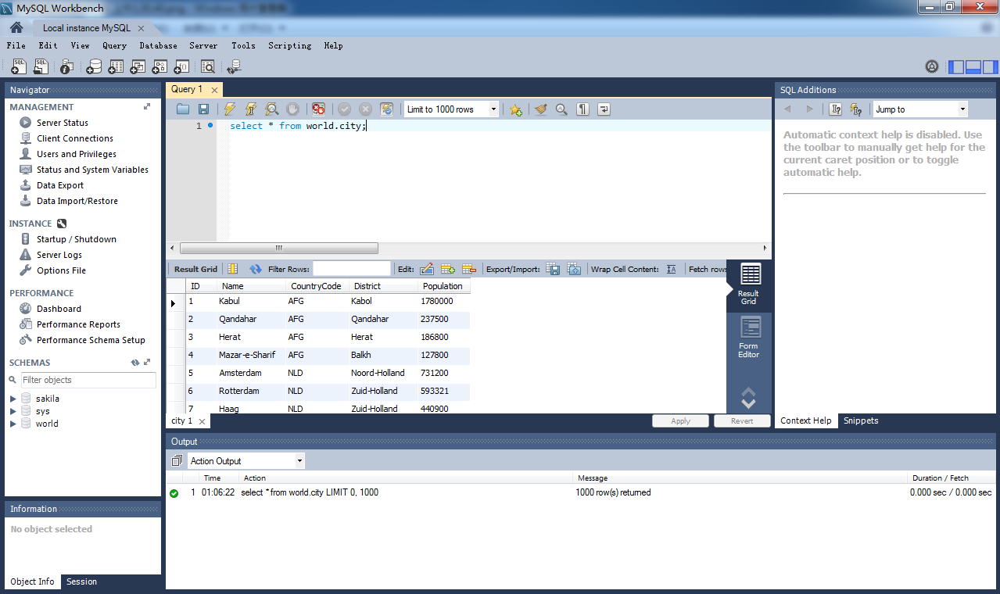 MySQL Workbench
Local instance MySQL
File Edit View Query Database Server Tools Scripting Help
Navigator
MANAGEMENT
Server Status
Client Connections
Users and Privileges
Status and System Variables
Data Export
Data Import/Restore
INSTANCE
Startup / Shutdown
Server Logs
Options File
PERFORMANCE
Dashboard
Performance Reports
Performance Schema Setup
SCHEMAS
Filter objects
sakila
sys
world
Information
No object selected
Object Info Session
Query 1
Limit to 1000 rows
1 select * from world.city;
Result Grid Filter Rows: Edit: Export/Import: Wrap Cell Content: Fetch rows
ID Name CountryCode District Population
1 Kabul AFG Kabol 1780000
2 Qandahar AFG Qandahar 237500
3 Herat AFG Herat 186800
4 Mazar-e-Sharif AFG Balkh 127800
5 Amsterdam NLD Noord-Holland 731200
6 Rotterdam NLD Zuid-Holland 593321
7 Haag NLD Zuid-Holland 440900
Result
Grid
Form
Editor
city 1
Apply Revert
SQL Additions
Jump to
Automatic context help is disabled. Use
the toolbar to manually get help for the
current caret position or to toggle
automatic help.
Context Help Snippets
Output
Action Output
Time Action Message Duration / Fetch
1 01:06:22 select * from world.city LIMIT 0, 1000 1000 row(s) returned 0.000 sec / 0.000 sec